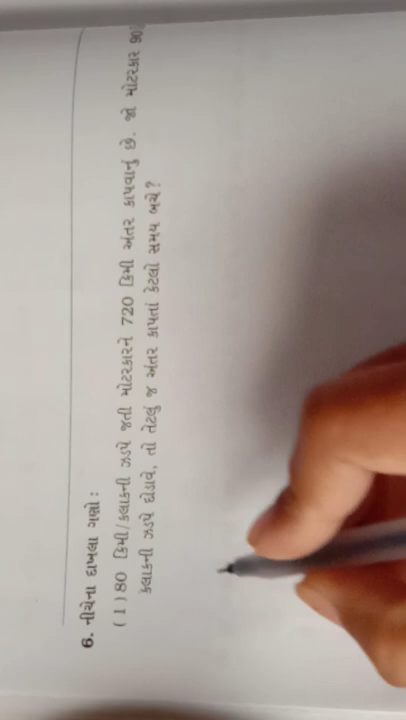 6. નીચેના દાખલા ગણો :
( 1 ) 80 કિમી/કલાકની ઝડપે જતી મોટરકારને 720 કિમી અંતર કાપવાનું છે. જો મોટરકાર 90
કલાકની ઝડપે દોડાવે, તો તેટલું જ અંતર કાપતાં કેટલો સમય બચે ?